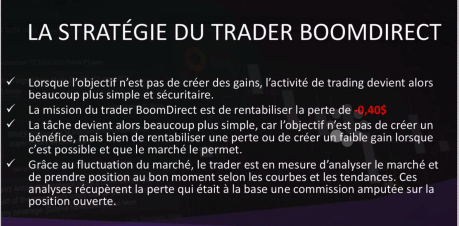 LA STRATÉGIE DU TRADER BOOMDIRECT
✓ Lorsque l'objectif n'est pas de créer des gains, l'activité de trading devient alors
beaucoup plus simple et sécuritaire.
✓ La mission du trader BoomDirect est de rentabiliser la perte de -0,40$
✓ La tâche devient alors beaucoup plus simple, car l'objectif n'est pas de créer un
bénéfice, mais bien de rentabiliser une perte ou de créer un faible gain lorsque
c'est possible et que le marché le permet.
✓ Grâce au fluctuation du marché, le trader est en mesure d'analyser le marché et
de prendre position au bon moment selon les courbes et les tendances. Ces
analyses récupèrent la perte qui était à la base une commission amputée sur la
position ouverte.